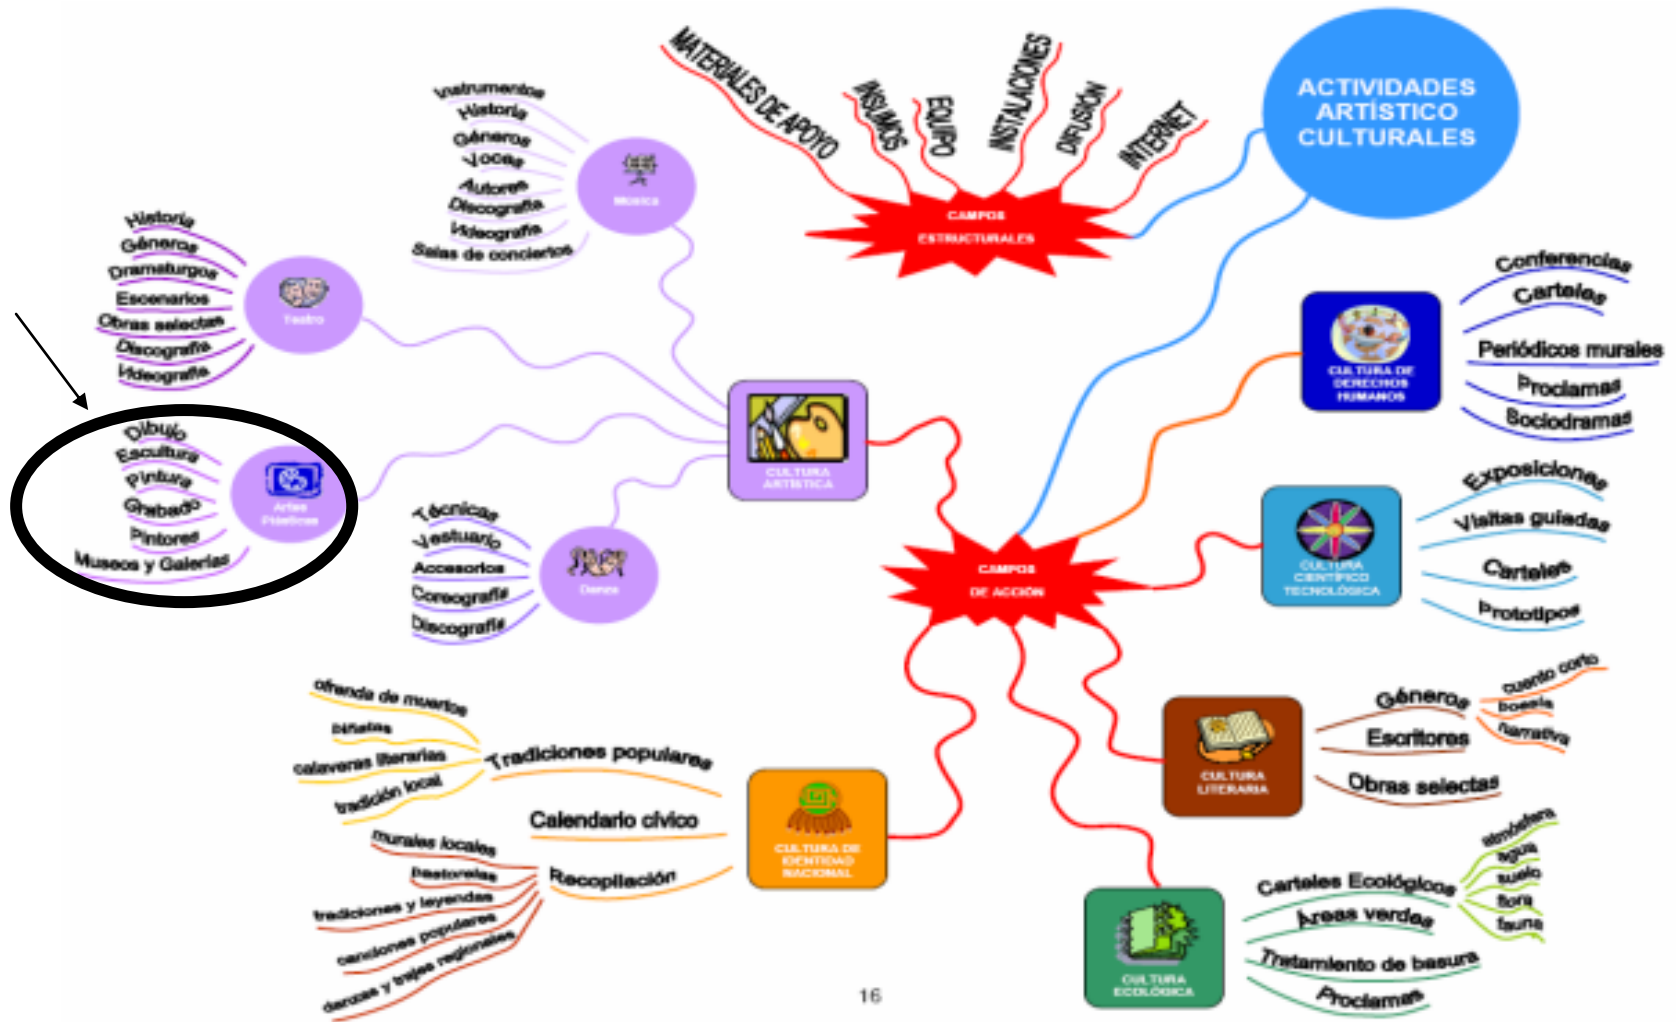 ACTIVIDADES
ARTÍSTICO
CULTURALES
MATERIALES DE APOYO
INSUMOS
EQUIPO
INSTALACIONES
DIFUSIÓN
INTERNET
CAMPOS
ESTRUCTURALES
Instrumentos
Historia
Géneros
Voces
Autores
Discografía
Videografía
Salas de conciertos
Música
Historia
Géneros
Dramaturgos
Escenarios
Obras selectas
Discografía
Videografía
Teatro
Dibujo
Escultura
Pintura
Grabado
Pintores
Museos y Galerías
Artes
Plásticas
Técnicas
Vestuario
Accesorios
Coreografía
Discografía
Danza
CULTURA
ARTÍSTICA
CAMPOS
DE ACCIÓN
CULTURA DE
DERECHOS
HUMANOS
Conferencias
Carteles
Periódicos murales
Proclamas
Sociodramas
CULTURA
CIENTÍFICO
TECNOLÓGICA
Exposiciones
Visitas guiadas
Carteles
Prototipos
CULTURA
LITERARIA
Géneros
cuento corto
poesía
narrativa
Escritores
Obras selectas
CULTURA
ECOLÓGICA
Carteles Ecológicos
atmósfera
agua
suelo
flora
fauna
Áreas verdes
Tratamiento de basura
Proclamas
CULTURA DE
IDENTIDAD
NACIONAL
Tradiciones populares
ofrenda de muertos
piñatas
calaveras literarias
tradición local
Calendario cívico
Recopilación
murales locales
pastorelas
tradiciones y leyendas
canciones populares
danzas y trajes regionales
16